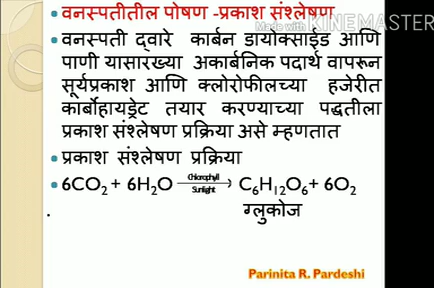 वनस्पतीतील पोषण -प्रकाश संश्लेषण
Made with KINEMASTER
वनस्पती द्वारे कार्बन डायोक्साईड आणि
पाणी यासारख्या अकार्बनिक पदार्थ वापरून
सूर्यप्रकाश आणि क्लोरोफीलच्या हजेरीत
कार्बोहायड्रेट तयार करण्याच्या पद्धतीला
प्रकाश संश्लेषण प्रक्रिया असे म्हणतात
प्रकाश संश्लेषण प्रक्रिया
6CO₂ + 6H₂O Chlorophyll Sunlight → C₆H₁₂O₆+ 6O₂
ग्लुकोज
Parinita R. Pardeshi